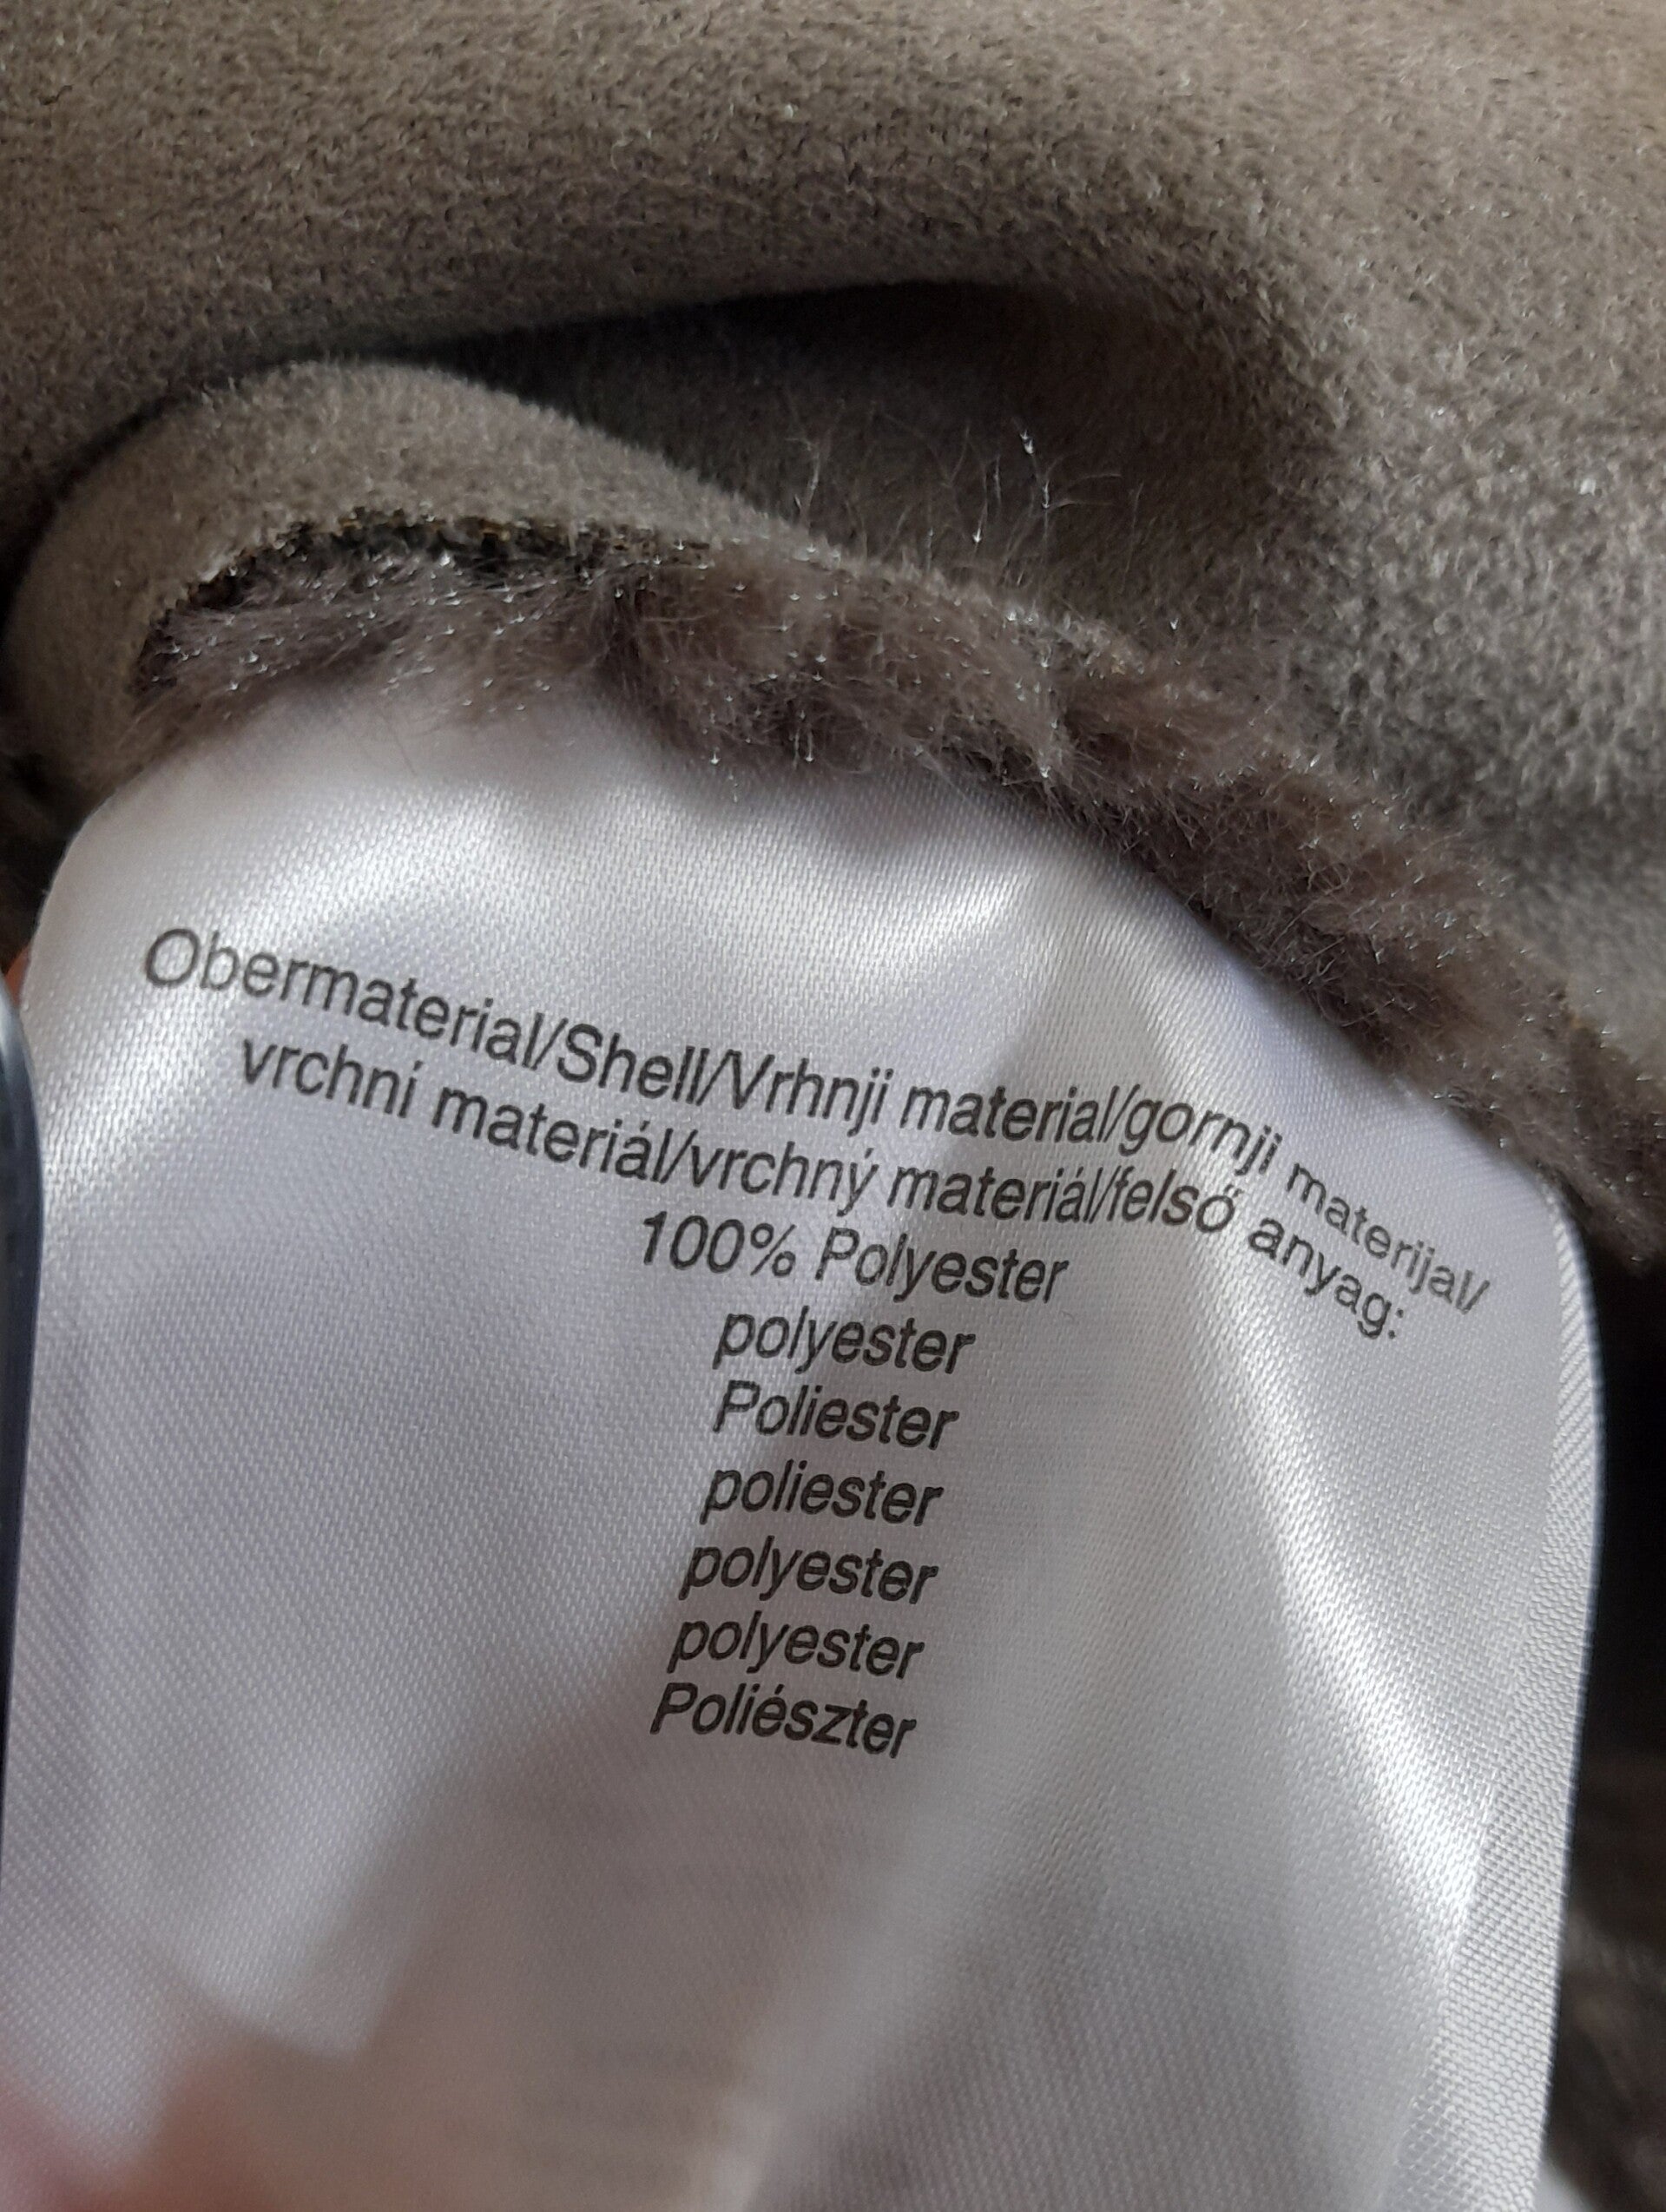 Obermaterial/Shell/Vrhnji material/gornji materijal/
vrchní materiál/vrchný materiál/felső anyag:
100% Polyester
polyester
Poliester
poliester
polyester
polyester
Poliészter